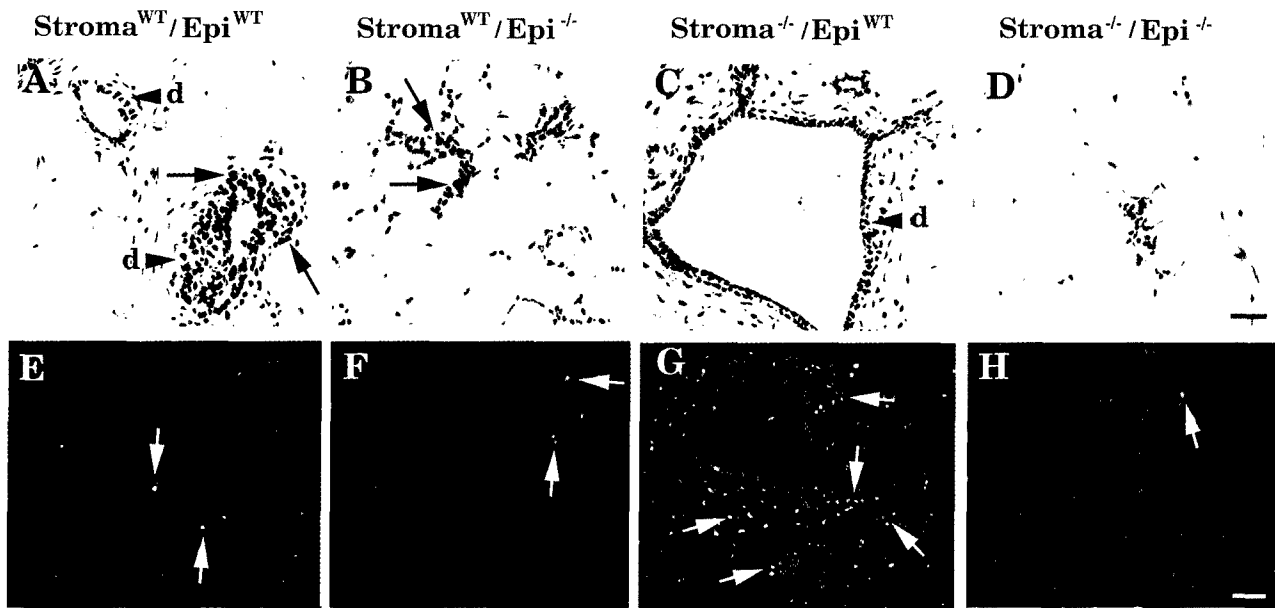 Stroma^WT/Epi^WT Stroma^WT/Epi^-/- Stroma^-/-/Epi^WT Stroma^-/-/Epi^-/-
A d B C D
d d
E F G H